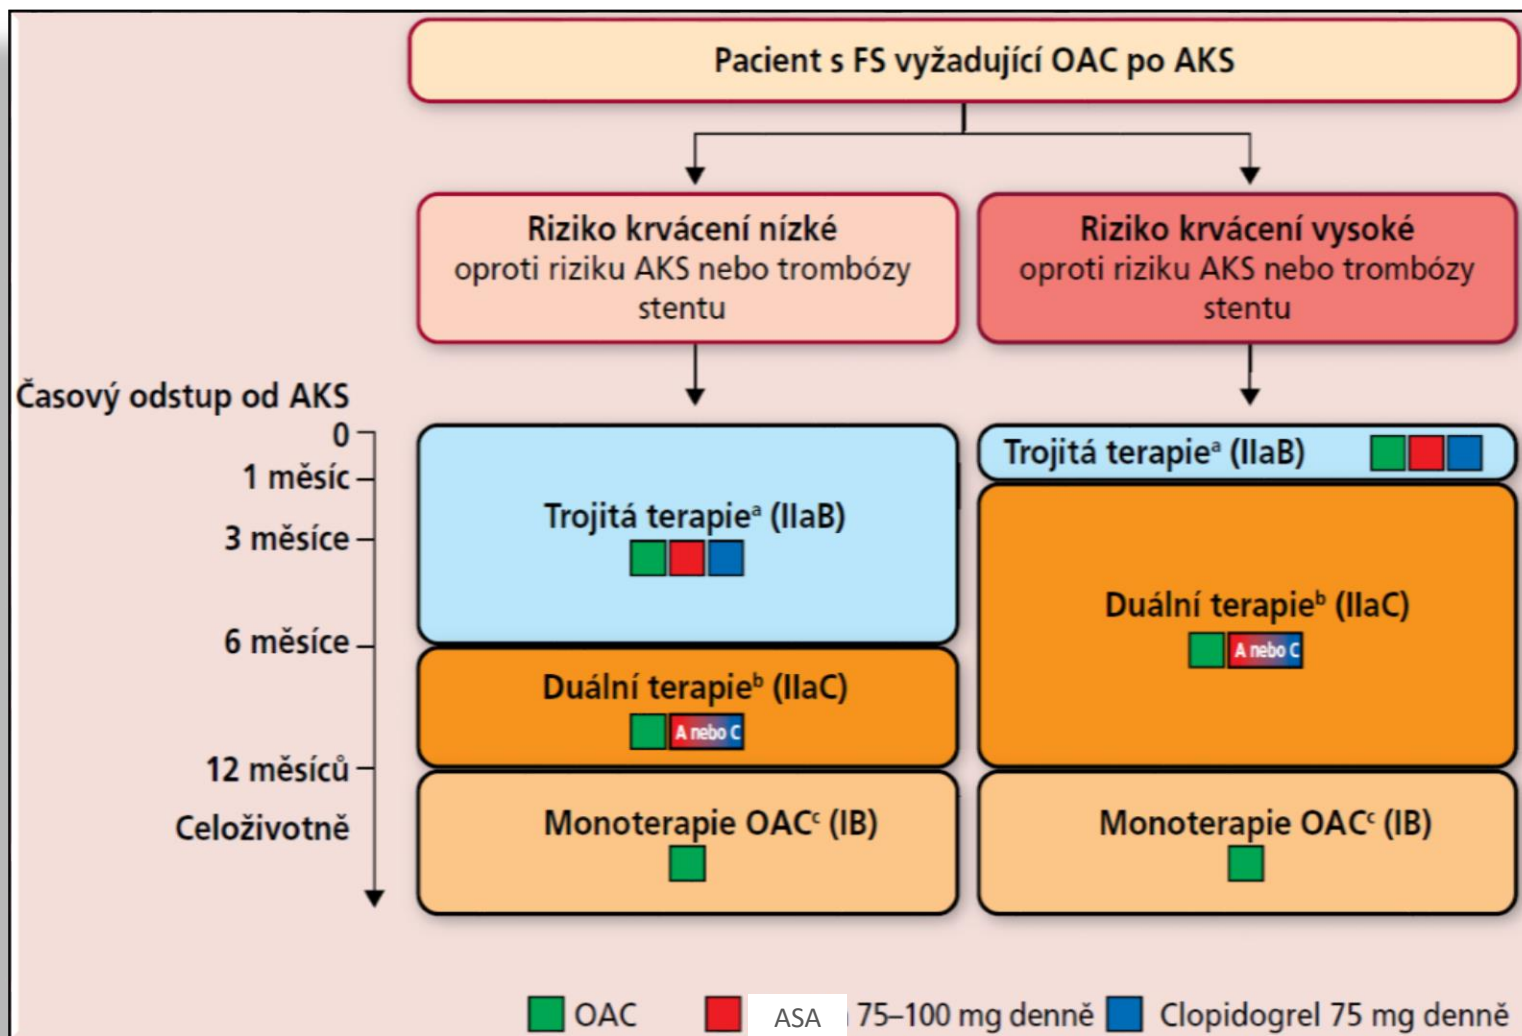 Pacient s FS vyžadující OAC po AKS
Riziko krvácení nízké
oproti riziku AKS nebo trombózy
stentu
Riziko krvácení vysoké
oproti riziku AKS nebo trombózy
stentu
Časový odstup od AKS
0
1 měsíc
3 měsíce
6 měsíce
12 měsíců
Celoživotně
Trojitá terapieᵃ (IIaB)
Duální terapieᵇ (IIaC)
A nebo C
Monoterapie OACᶜ (IB)
Trojitá terapieᵃ (IIaB)
Duální terapieᵇ (IIaC)
A nebo C
Monoterapie OACᶜ (IB)
OAC
ASA 75–100 mg denně
Clopidogrel 75 mg denně